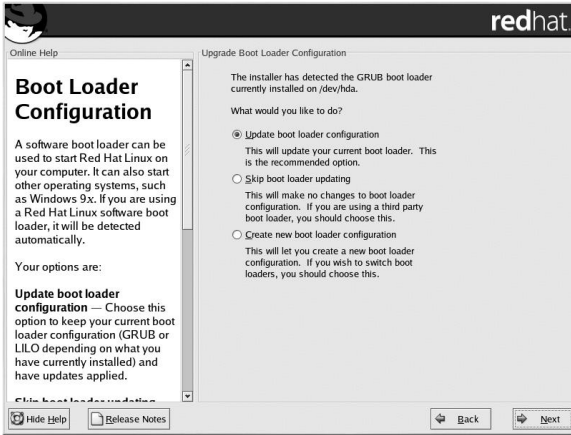 redhat.
Online Help
Boot Loader
Configuration
A software boot loader can be
used to start Red Hat Linux on
your computer. It can also start
other operating systems, such
as Windows 9x. If you are using
a Red Hat Linux software boot
loader, it will be detected
automatically.
Your options are:
Update boot loader
configuration — Choose this
option to keep your current boot
loader configuration (GRUB or
LILO depending on what you
have currently installed) and
have updates applied.
Skip boot loader updating
Upgrade Boot Loader Configuration
The installer has detected the GRUB boot loader
currently installed on /dev/hda.
What would you like to do?
Update boot loader configuration
This will update your current boot loader. This
is the recommended option.
Skip boot loader updating
This will make no changes to boot loader
configuration. If you are using a third party
boot loader, you should choose this.
Create new boot loader configuration
This will let you create a new boot loader
configuration. If you wish to switch boot
loaders, you should choose this.
Hide Help
Release Notes
Back
Next